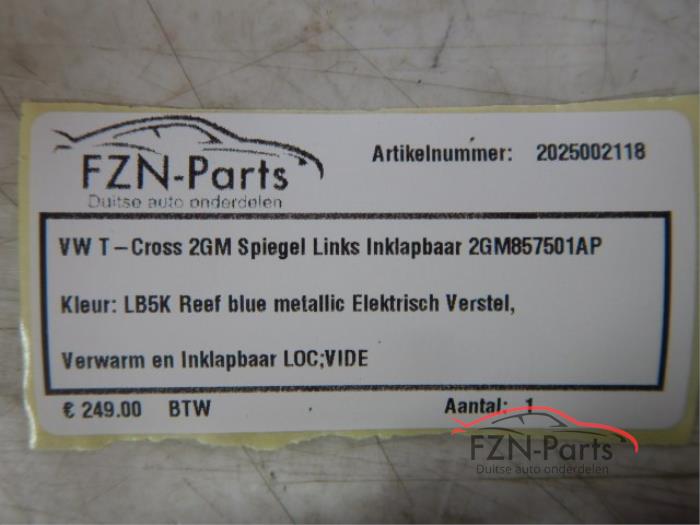 FZN-Parts
Duitse auto onderdelen
Artikelnummer: 2025002118
VW T-Cross 2GM Spiegel Links Inklapbaar 2GM857501AP
Kleur: LB5K Reef blue metallic Elektrisch Verstel,
Verwarm en Inklapbaar LOC;VIDE
€ 249.00 BTW
Aantal: 1
FZN-Parts
Duitse auto onderdelen